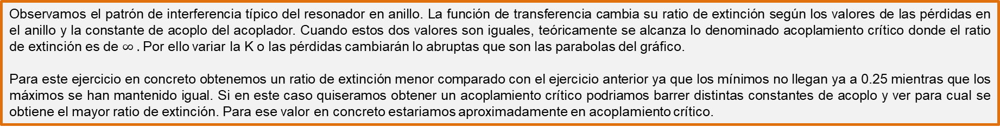 Observamos el patrón de interferencia típico del resonador en anillo. La función de transferencia cambia su ratio de extinción según los valores de las pérdidas en
el anillo y la constante de acoplo del acoplador. Cuando estos dos valores son iguales, teóricamente se alcanza lo denominado acoplamiento crítico donde el ratio
de extinción es de ∞ . Por ello variar la K o las pérdidas cambiarán lo abruptas que son las parabolas del gráfico.
Para este ejercicio en concreto obtenemos un ratio de extinción menor comparado con el ejercicio anterior ya que los mínimos no llegan ya a 0.25 mientras que los
máximos se han mantenido igual. Si en este caso quiseramos obtener un acoplamiento crítico podriamos barrer distintas constantes de acoplo y ver para cual se
obtiene el mayor ratio de extinción. Para ese valor en concreto estariamos aproximadamente en acoplamiento crítico.